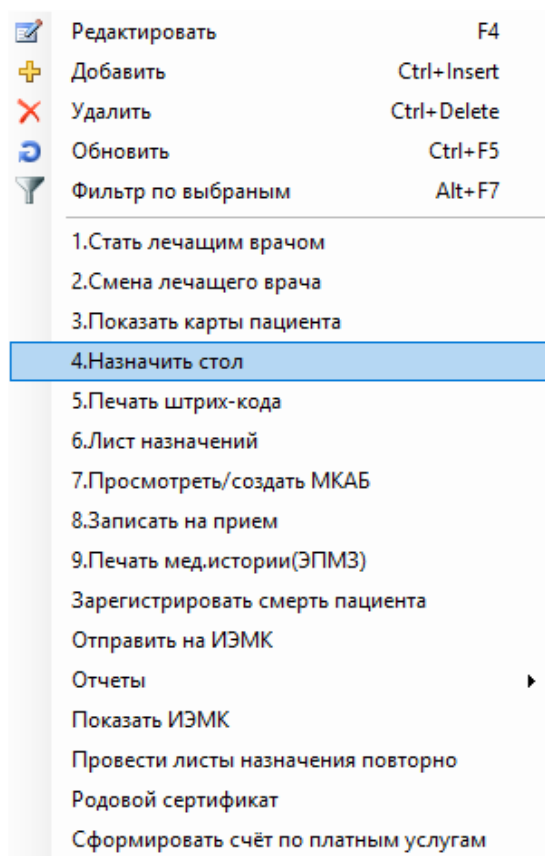 Редактировать F4
Добавить Ctrl+Insert
Удалить Ctrl+Delete
Обновить Ctrl+F5
Фильтр по выбраным Alt+F7
1.Стать лечащим врачом
2.Смена лечащего врача
3.Показать карты пациента
4.Назначить стол
5.Печать штрих-кода
6.Лист назначений
7.Просмотреть/создать МКАБ
8.Записать на прием
9.Печать мед.истории(ЭПМЗ)
Зарегистрировать смерть пациента
Отправить на ИЭМК
Отчеты
Показать ИЭМК
Провести листы назначения повторно
Родовой сертификат
Сформировать счёт по платным услугам